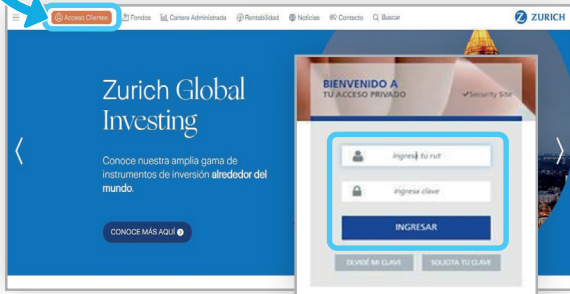 Acceso Clientes Fondos Cartera Administrada Rentabilidad Noticias Contacto Buscar ZURICH
Zurich Global
Investing
Conoce nuestra amplia gama de
instrumentos de inversión alrededor del
mundo.
CONOCE MÁS AQUÍ
BIENVENIDO A
TU ACCESO PRIVADO
Security Site
Ingresa tu rut
Ingresa clave
INGRESAR
OLVIDÉ MI CLAVE SOLICITA TU CLAVE